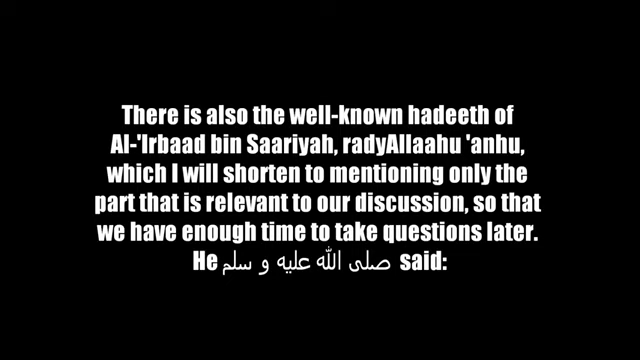 There is also the well-known hadeeth of
Al-'Irbaad bin Saariyah, radyAllaahu 'anhu,
which I will shorten to mentioning only the
part that is relevant to our discussion, so that
we have enough time to take questions later.
He صلى الله عليه و سلم said: